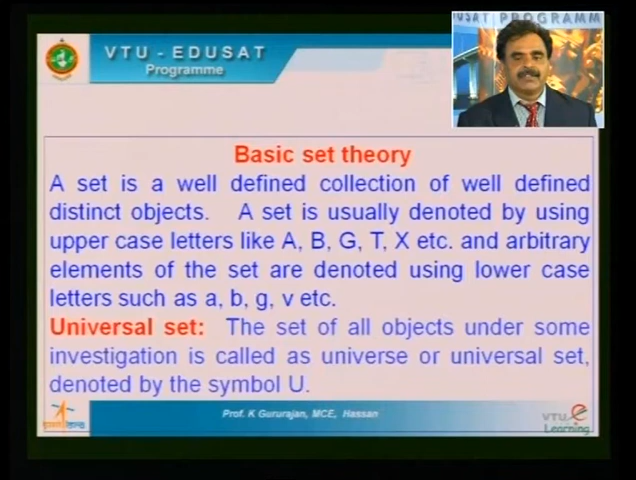 VTU - EDUSAT
Programme
USAT PROGRAMM
Basic set theory
A set is a well defined collection of well defined
distinct objects. A set is usually denoted by using
upper case letters like A, B, G, T, X etc. and arbitrary
elements of the set are denoted using lower case
letters such as a, b, g, v etc.
Universal set: The set of all objects under some
investigation is called as universe or universal set,
denoted by the symbol U.
Prof. K Gururajan, MCE, Hassan
VTU e
Learning